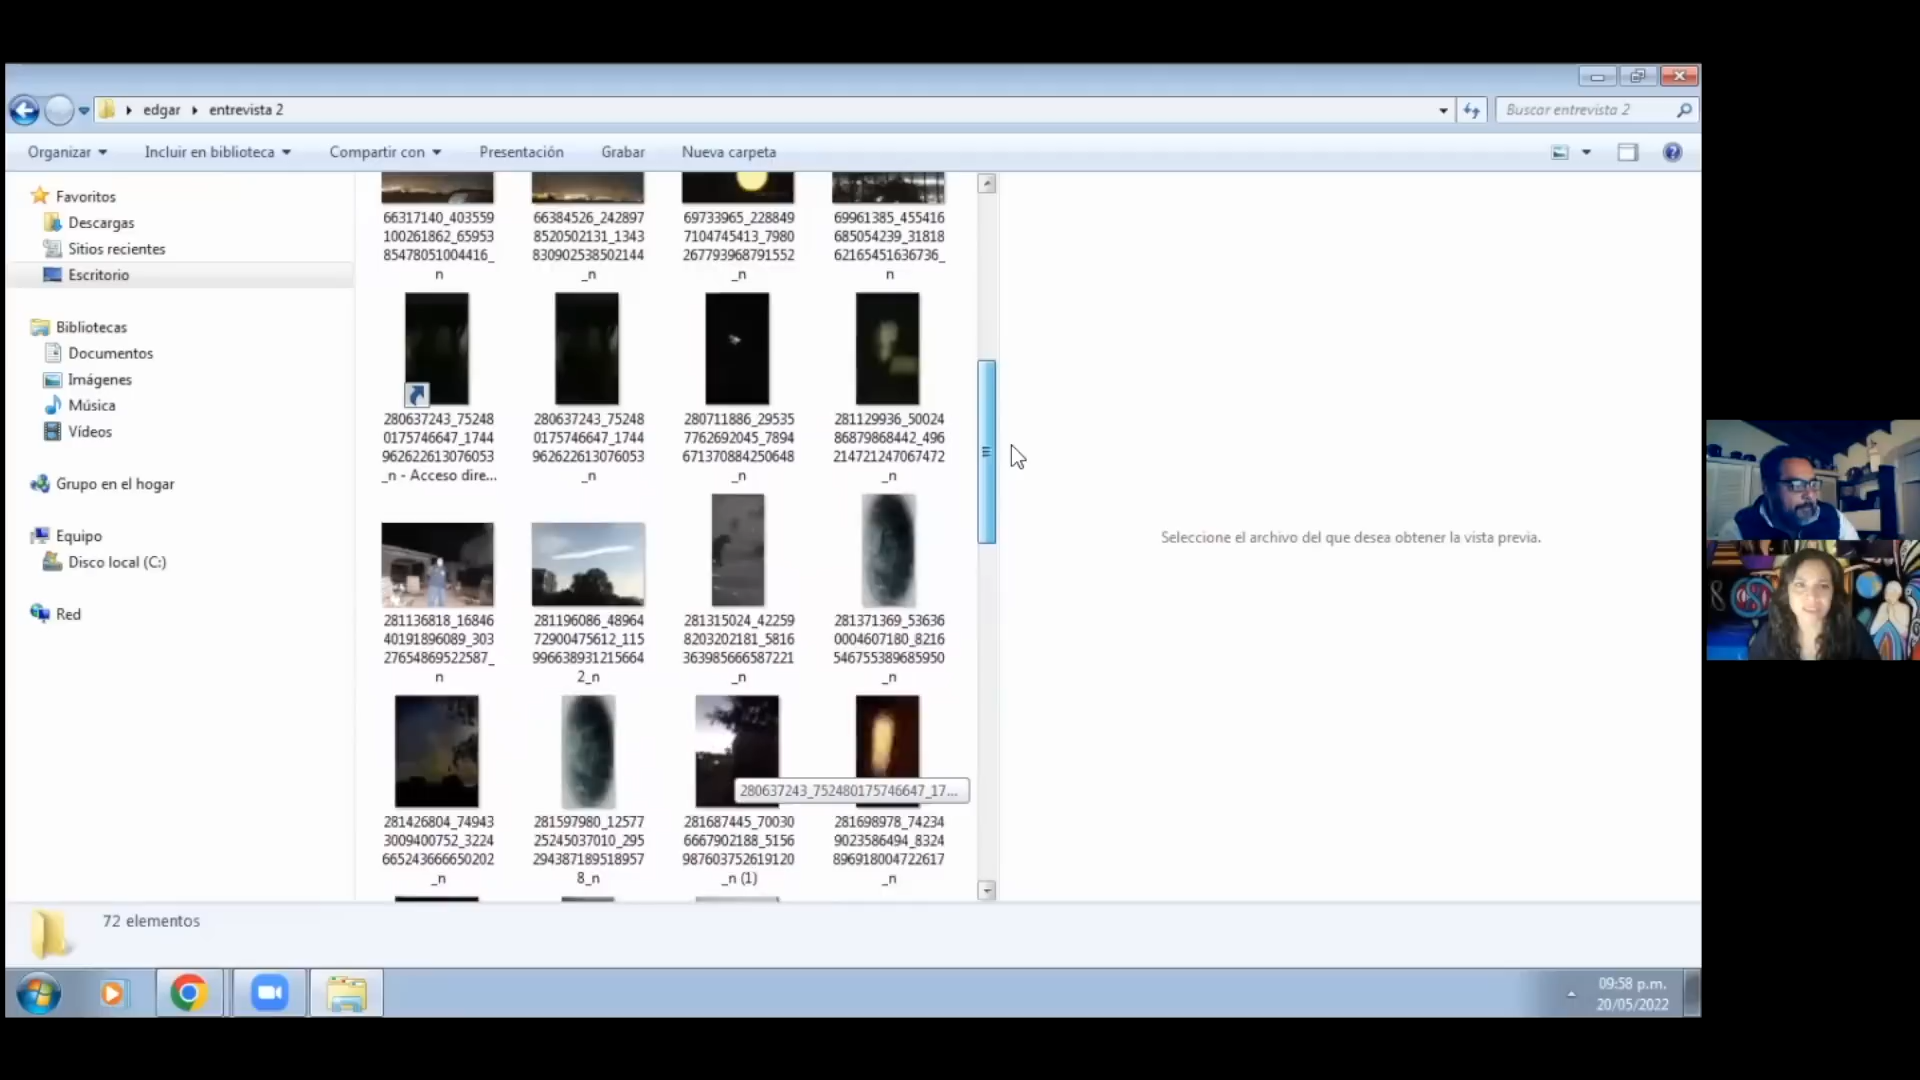 edgar
entrevista 2
Buscar entrevista 2
Organizar
Incluir en biblioteca
Compartir con
Presentación
Grabar
Nueva carpeta
Favoritos
Descargas
Sitios recientes
Escritorio
Bibliotecas
Documentos
Imágenes
Música
Vídeos
Grupo en el hogar
Equipo
Disco local (C:)
Red
66317140_403559
100261862_65953
85478051004416_
n
66384526_242897
8520502131_1343
830902538502144
_n
69733965_228849
7104745413_7980
267793968791552
_n
69961385_455416
685054239_31818
62165451636736_
n
280637243_75248
0175746647_1744
962622613076053
_n - Acceso dire...
280637243_75248
0175746647_1744
962622613076053
_n
280711886_29535
7762692045_7894
671370884250648
_n
281129936_50024
86879868442_496
214721247067472
_n
281136818_16846
40191896089_303
27654869522587_
n
281196086_48964
72900475612_115
996638931215664
2_n
281315024_42259
8203202181_5816
363985666587221
_n
281371369_53636
0004607180_8216
546755389685950
_n
281426804_74943
3009400752_3224
665243666650202
_n
281597980_12577
25245037010_295
294387189518957
8_n
281687445_70030
6667902188_5156
987603752619120
_n (1)
281698978_74234
9023586494_8324
896918004722617
_n
280637243_752480175746647_17...
Seleccione el archivo del que desea obtener la vista previa.
72 elementos
09:58 p.m.
20/05/2022